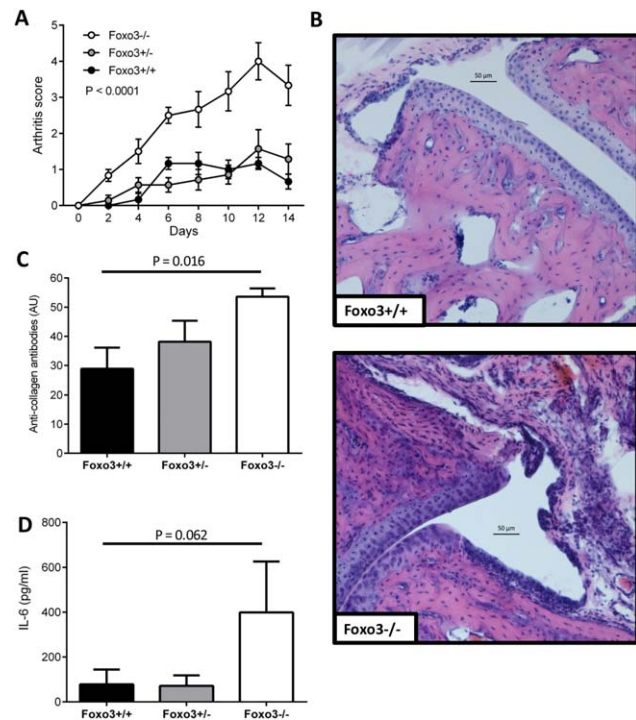 A
Foxo3-/-
Foxo3+/-
Foxo3+/+
P < 0.0001
Arthritis score
5
4
3
2
1
0
0 2 4 6 8 10 12 14
Days
B
50 µm
Foxo3+/+
50 µm
Foxo3-/-
C
P = 0.016
Anti-collagen antibodies (AU)
60
50
40
30
20
10
0
Foxo3+/+ Foxo3+/- Foxo3-/-
D
P = 0.062
IL-6 (pg/ml)
800
600
400
200
0
Foxo3+/+ Foxo3+/- Foxo3-/-